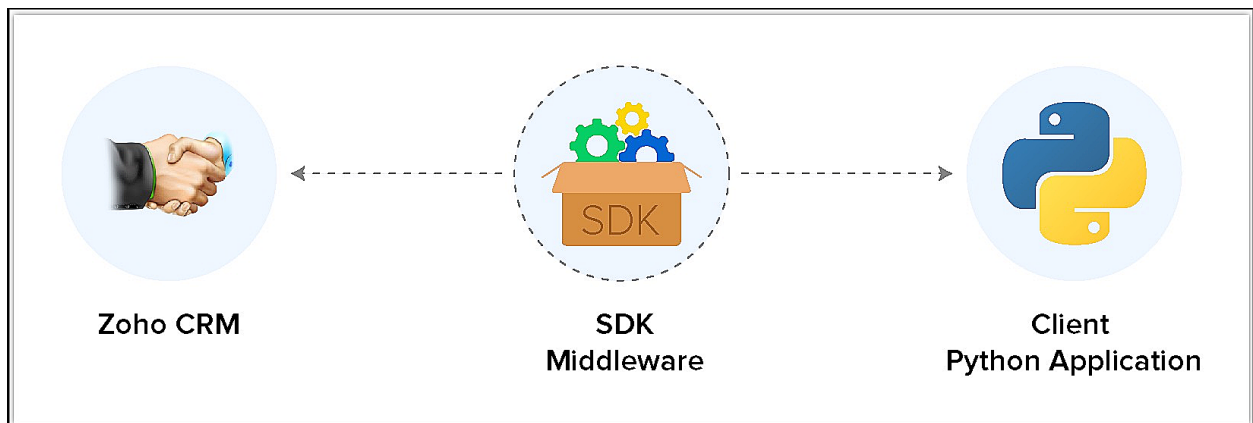 SDK
Zoho CRM
SDK
Middleware
Client
Python Application